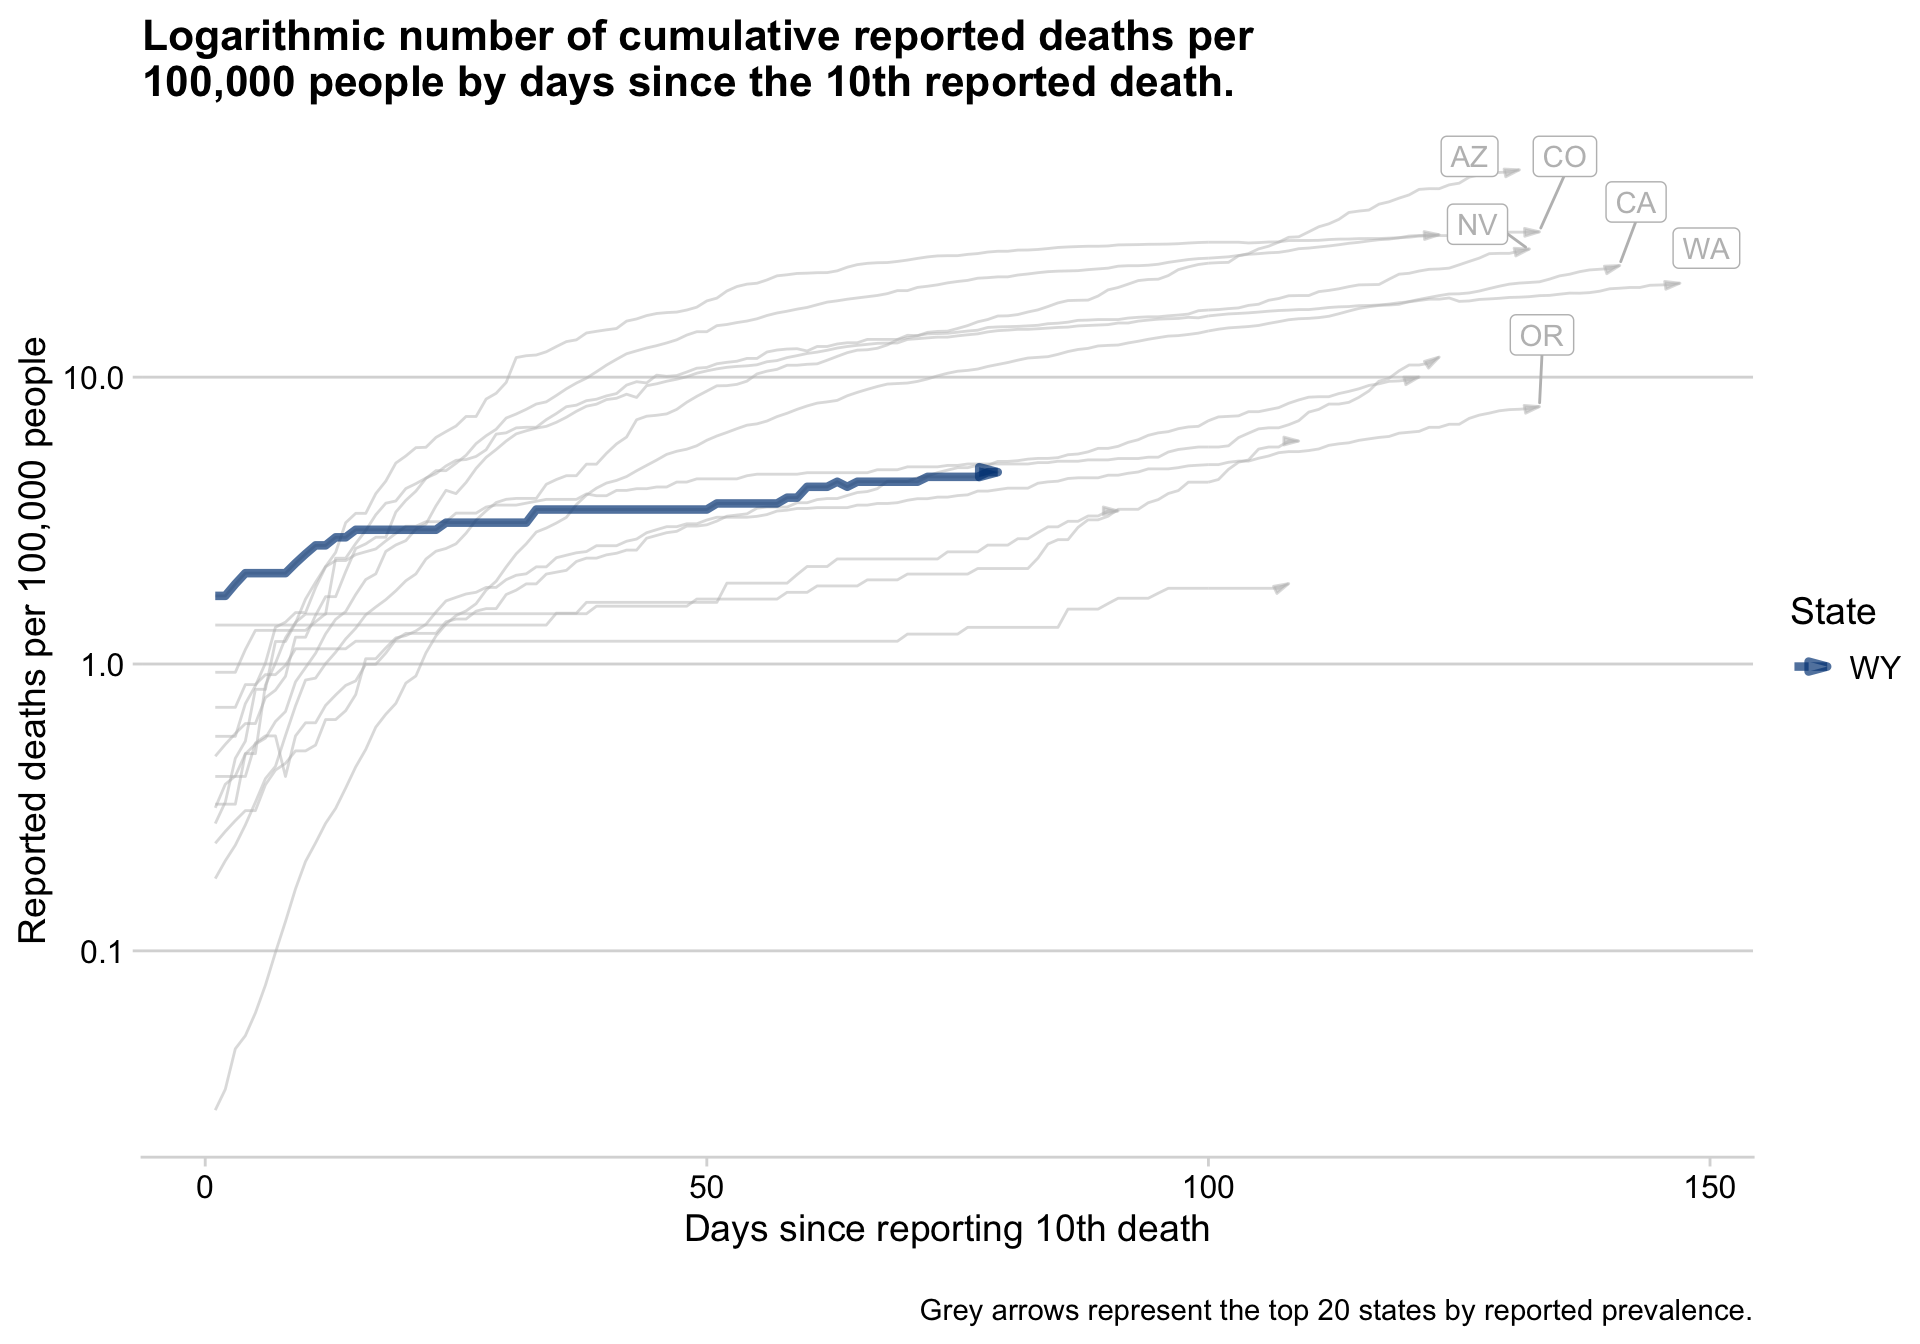 Logarithmic number of cumulative reported deaths per
100,000 people by days since the 10th reported death.
AZ
CO
CA
NV
WA
OR
Reported deaths per 100,000 people
10.0
1.0
0.1
State
WY
0
50
100
150
Days since reporting 10th death
Grey arrows represent the top 20 states by reported prevalence.